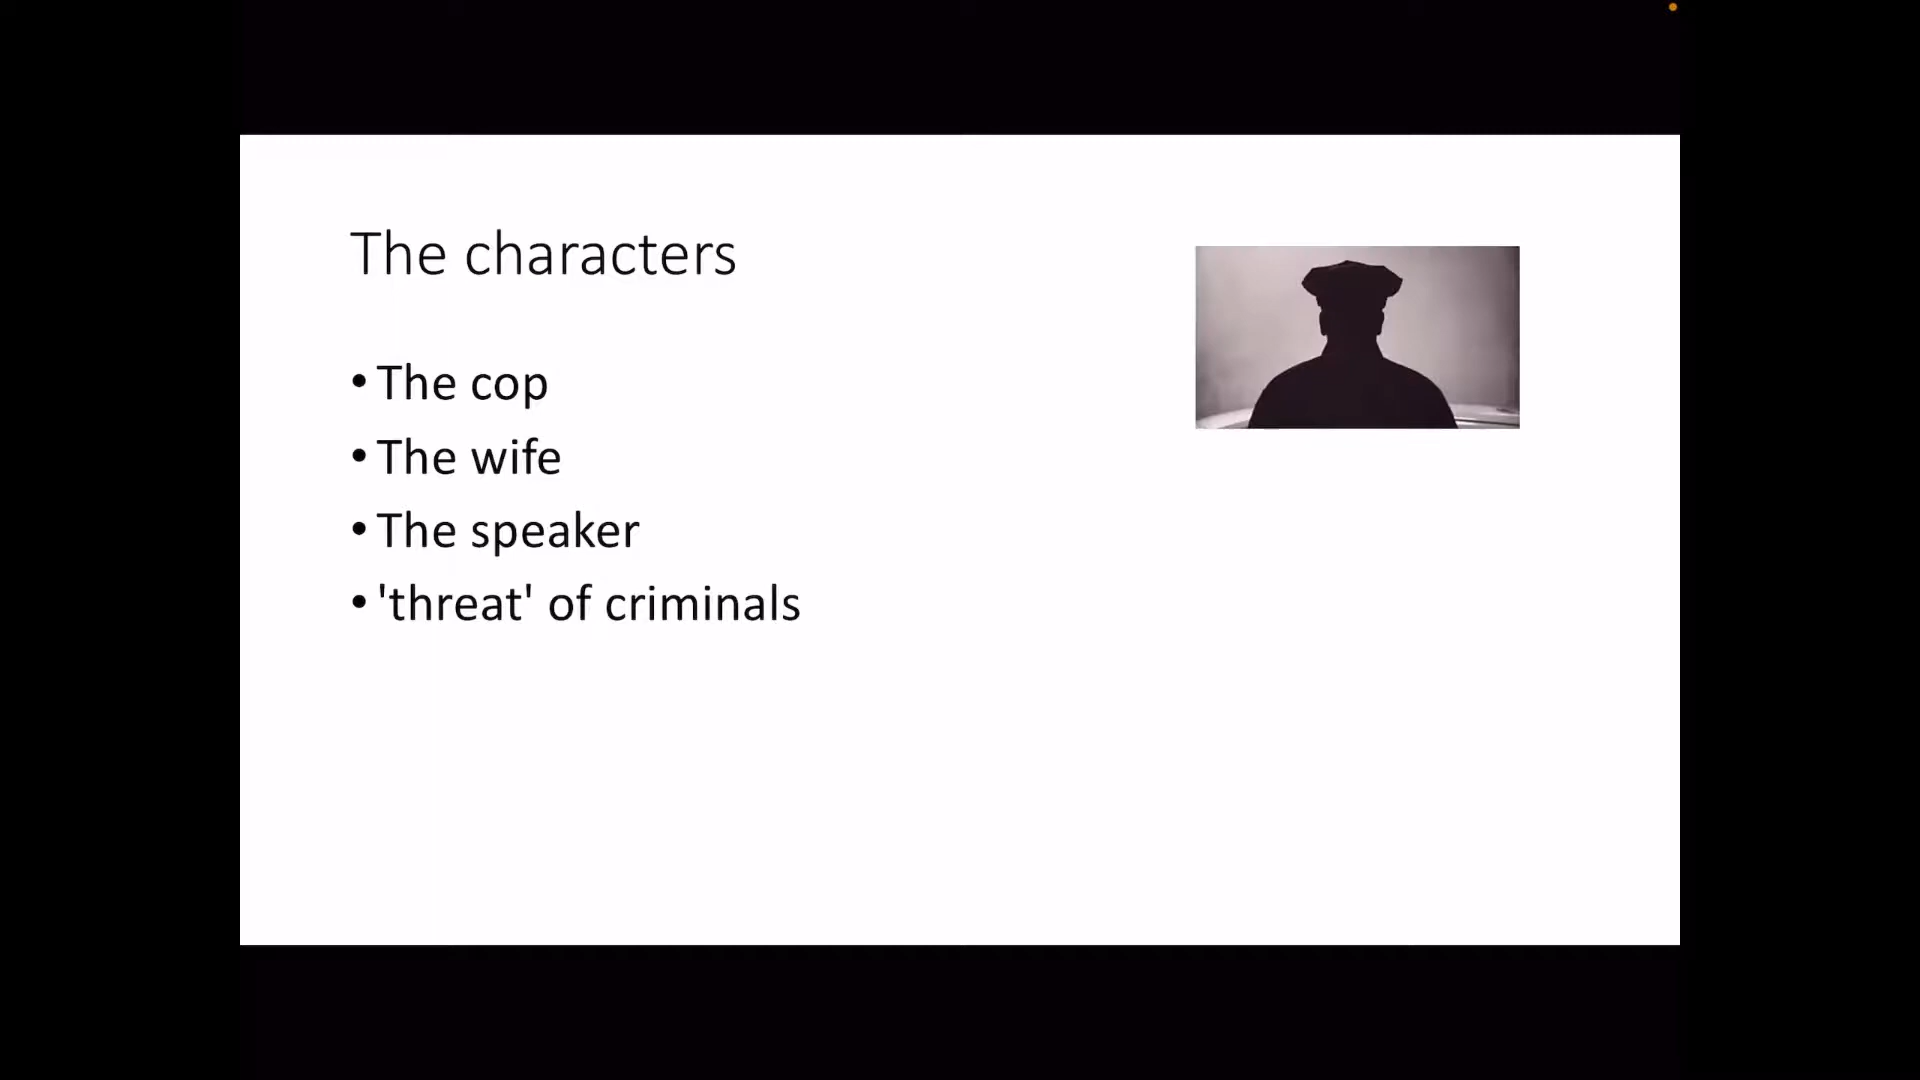 The characters
• The cop
• The wife
• The speaker
• 'threat' of criminals